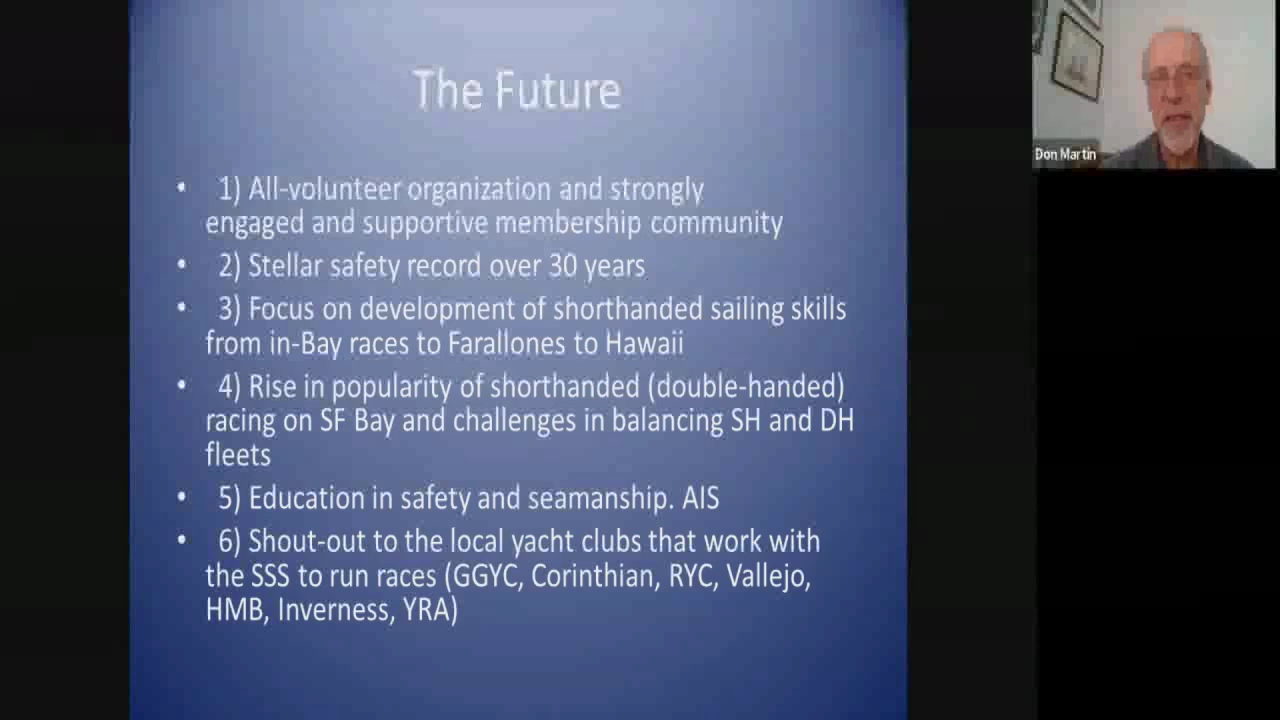 The Future
• 1) All-volunteer organization and strongly
engaged and supportive membership community
• 2) Stellar safety record over 30 years
• 3) Focus on development of shorthanded sailing skills
from in-Bay races to Farallones to Hawaii
• 4) Rise in popularity of shorthanded (double-handed)
racing on SF Bay and challenges in balancing SH and DH
fleets
• 5) Education in safety and seamanship. AIS
• 6) Shout-out to the local yacht clubs that work with
the SSS to run races (GGYC, Corinthian, RYC, Vallejo,
HMB, Inverness, YRA)
Don Martin